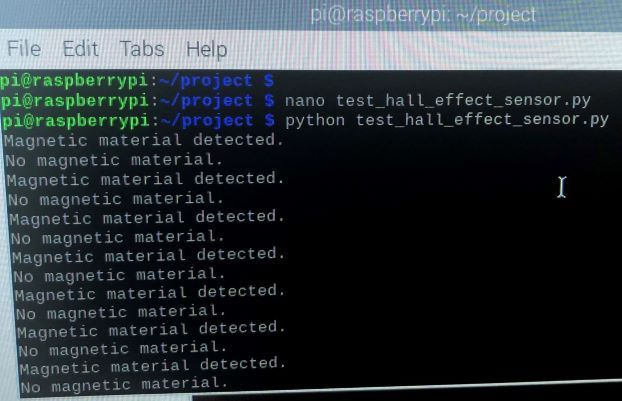 pi@raspberrypi: ~/project
File Edit Tabs Help
pi@raspberrypi:~/project $
pi@raspberrypi:~/project $ nano test_hall_effect_sensor.py
pi@raspberrypi:~/project $ python test_hall_effect_sensor.py
Magnetic material detected.
No magnetic material.
Magnetic material detected.
No magnetic material.
Magnetic material detected.
No magnetic material.
Magnetic material detected.
No magnetic material.
Magnetic material detected.
No magnetic material.
Magnetic material detected.
No magnetic material.
Magnetic material detected.
No magnetic material.